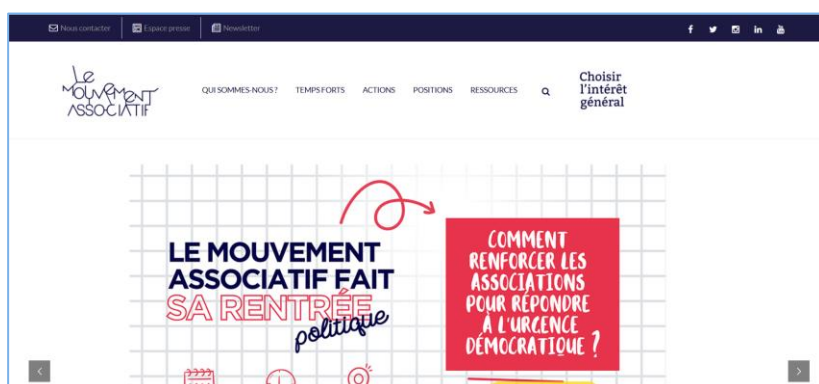 Nous contacter
Espace presse
Newsletter
Le
Mouvement
Associatif
QUI SOMMES-NOUS ?
TEMPS FORTS
ACTIONS
POSITIONS
RESSOURCES
Choisir
l'intérêt
général
LE MOUVEMENT
ASSOCIATIF FAIT
SA RENTRÉE
politique
COMMENT
RENFORCER LES
ASSOCIATIONS
POUR RÉPONDRE
À L'URGENCE
DÉMOCRATIQUE ?